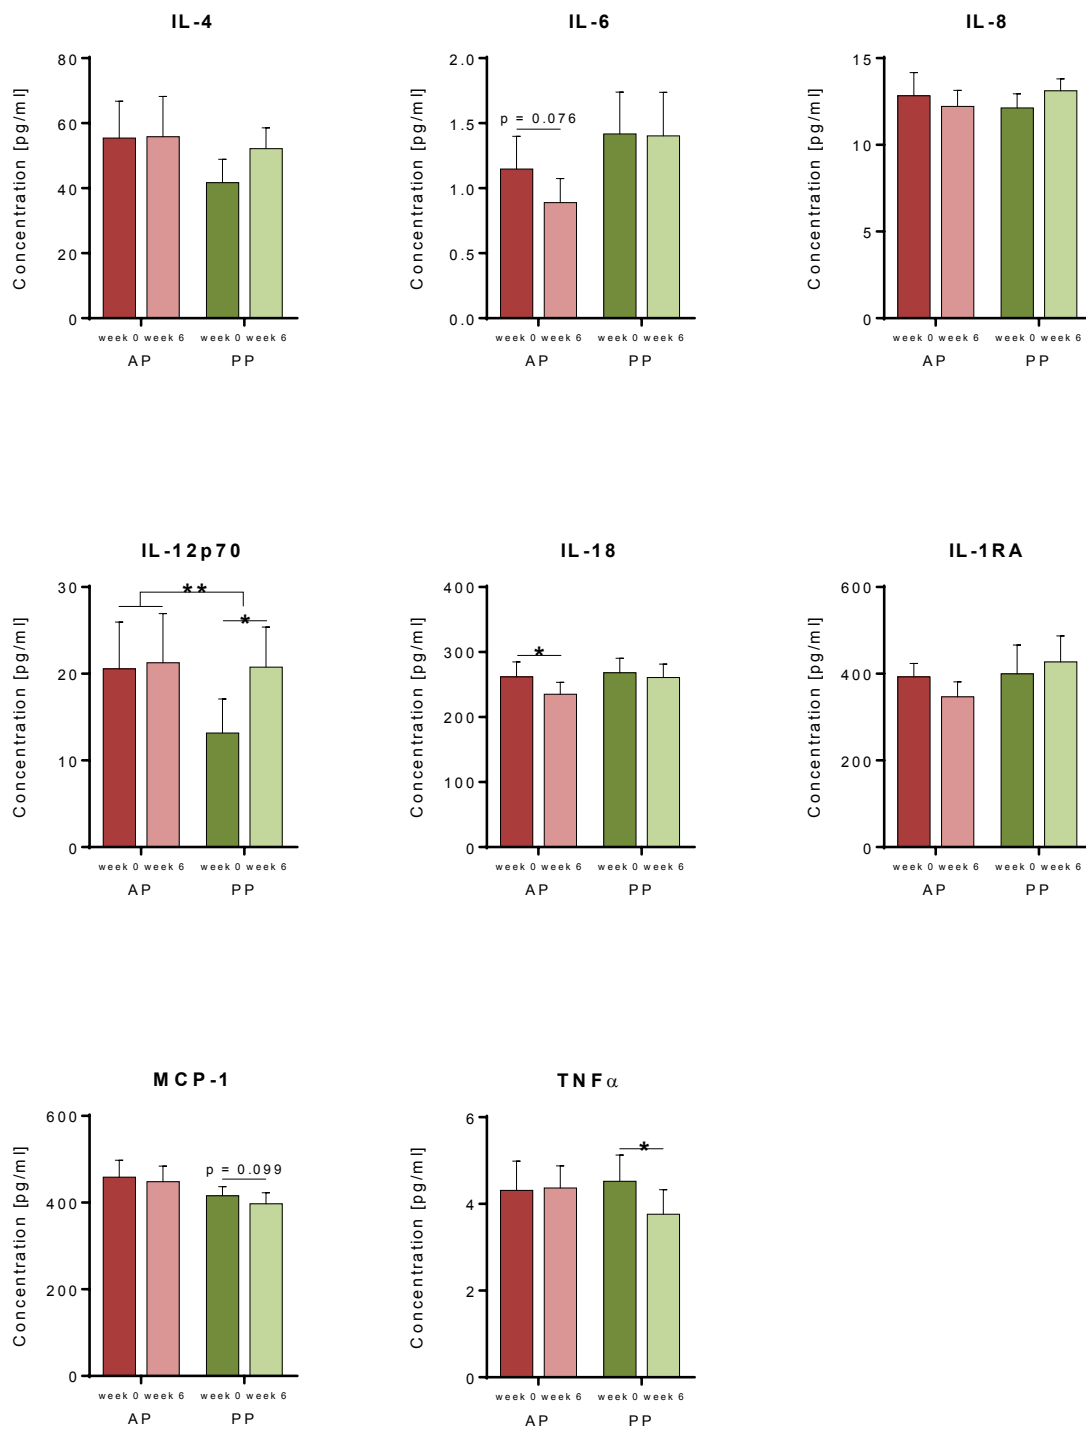 IL-4
Concentration [pg/ml]
80
60
40
20
0
week 0 week 6 week 0 week 6
AP PP
IL-6
Concentration [pg/ml]
2.0
1.5
1.0
0.5
0.0
p = 0.076
week 0 week 6 week 0 week 6
AP PP
IL-8
Concentration [pg/ml]
15
10
5
0
week 0 week 6 week 0 week 6
AP PP
IL-12p70
Concentration [pg/ml]
30
20
10
0
**
*
week 0 week 6 week 0 week 6
AP PP
IL-18
Concentration [pg/ml]
400
300
200
100
0
*
week 0 week 6 week 0 week 6
AP PP
IL-1RA
Concentration [pg/ml]
600
400
200
0
week 0 week 6 week 0 week 6
AP PP
MCP-1
Concentration [pg/ml]
600
400
200
0
p = 0.099
week 0 week 6 week 0 week 6
AP PP
TNFα
Concentration [pg/ml]
6
4
2
0
*
week 0 week 6 week 0 week 6
AP PP